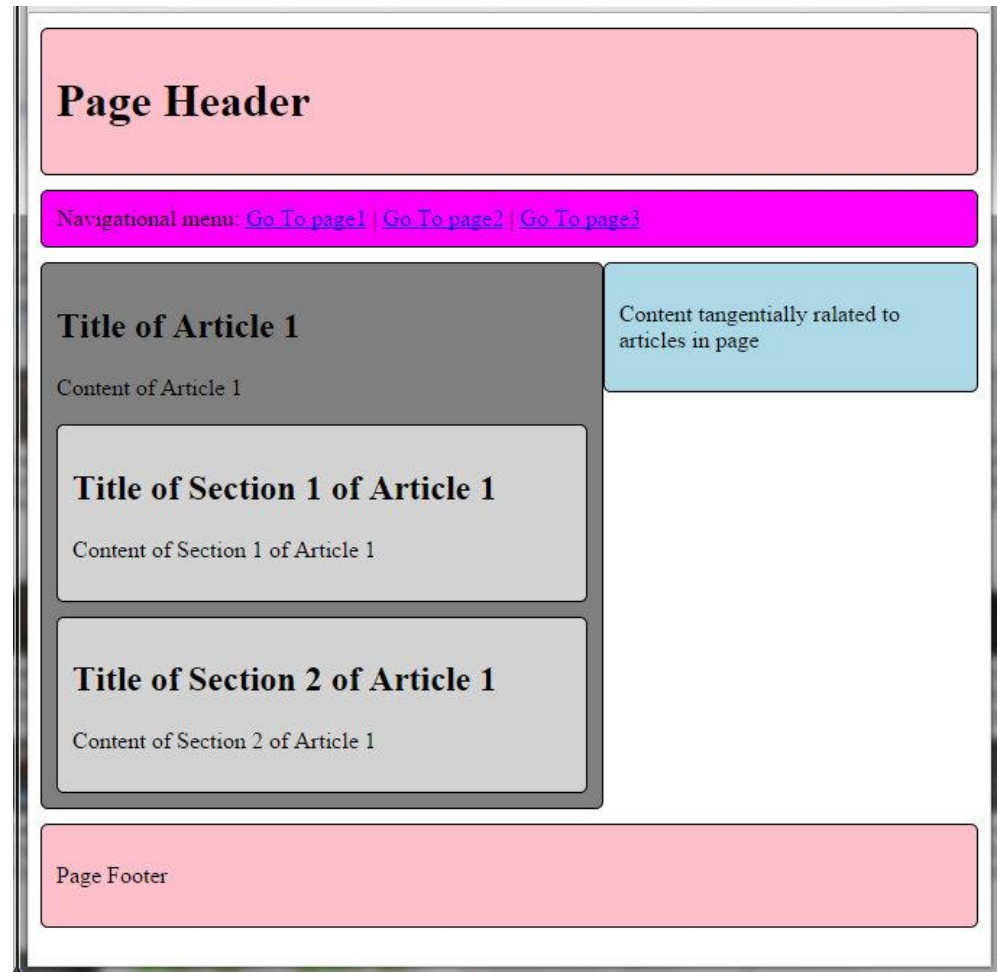 Page Header
Navigational menu: Go To page1 | Go To page2 | Go To page3
Title of Article 1
Content of Article 1
Title of Section 1 of Article 1
Content of Section 1 of Article 1
Title of Section 2 of Article 1
Content of Section 2 of Article 1
Content tangentially ralated to
articles in page
Page Footer